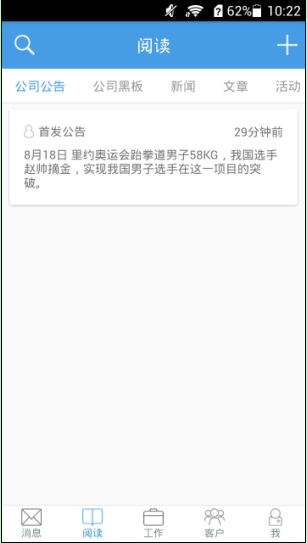 62% 10:22
阅读
公司公告 公司黑板 新闻 文章 活动
首发公告 29分钟前
8月18日 里约奥运会跆拳道男子58KG，我国选手
赵帅摘金，实现我国男子选手在这一项目的突
破。
消息 阅读 工作 客户 我